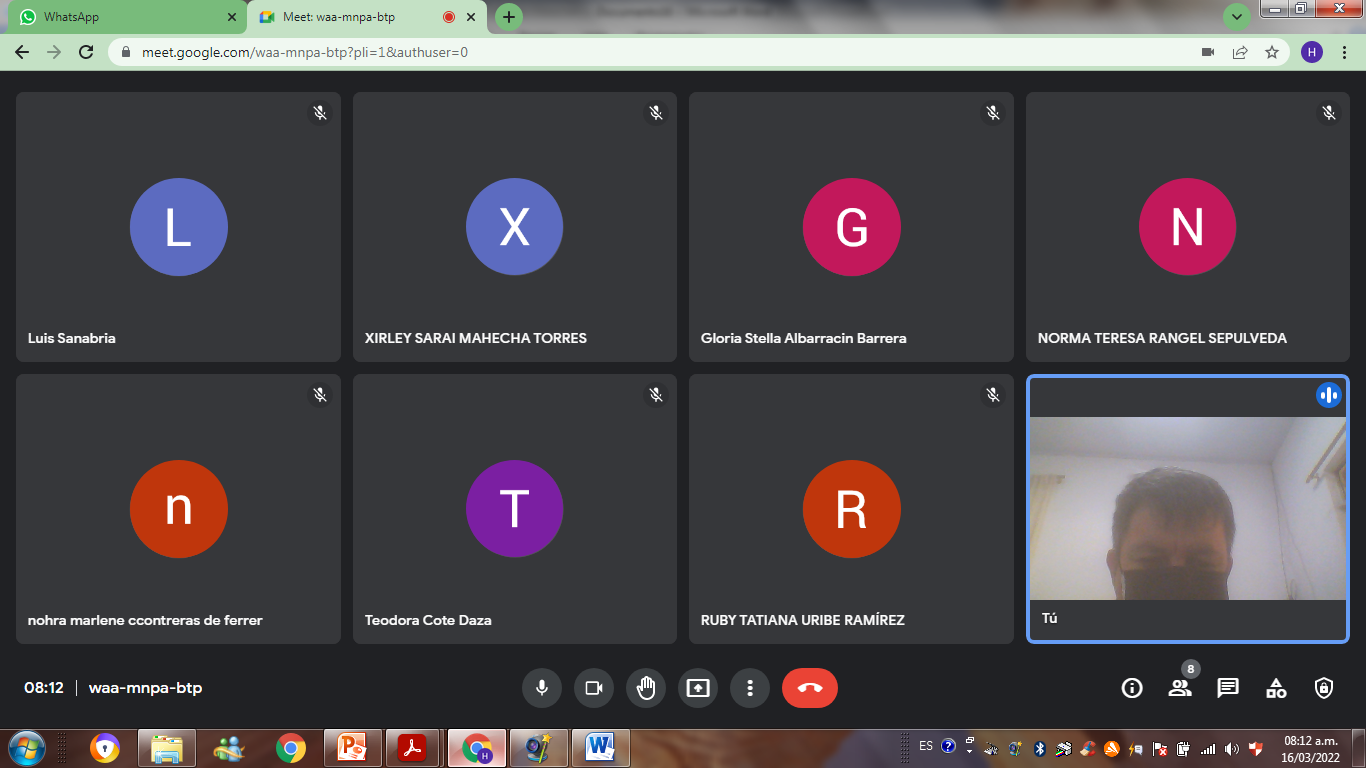 WhatsApp
Meet: waa-mnpa-btp
meet.google.com/waa-mnpa-btp?pli=1&authuser=0
H
L
X
G
N
Luis Sanabria
XIRLEY SARAI MAHECHA TORRES
Gloria Stella Albarracin Barrera
NORMA TERESA RANGEL SEPULVEDA
n
T
R
nohra marlene ccontreras de ferrer
Teodora Cote Daza
RUBY TATIANA URIBE RAMÍREZ
Tú
08:12 | waa-mnpa-btp
8
ES
08:12 a.m.
16/03/2022